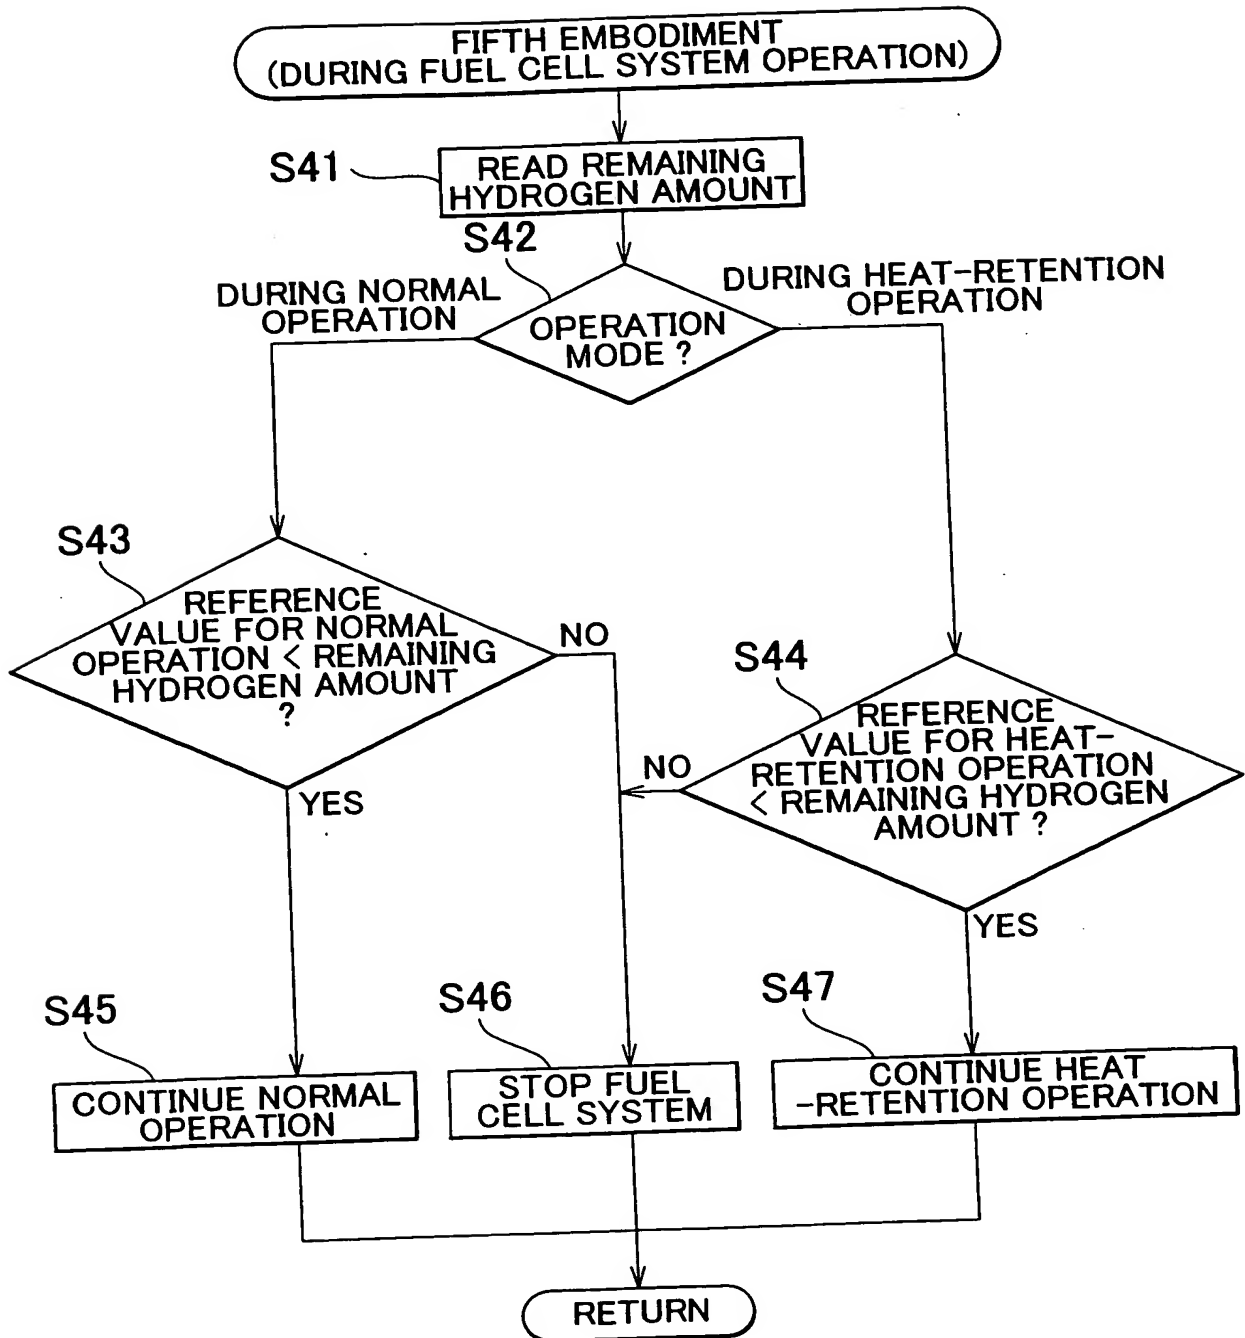 FIFTH EMBODIMENT
(DURING FUEL CELL SYSTEM OPERATION)
S41
READ REMAINING
HYDROGEN AMOUNT
S42
DURING NORMAL
OPERATION
OPERATION
MODE ?
DURING HEAT-RETENTION
OPERATION
S43
REFERENCE
VALUE FOR NORMAL
OPERATION < REMAINING
HYDROGEN AMOUNT
?
NO
YES
S44
REFERENCE
VALUE FOR HEAT-
RETENTION OPERATION
< REMAINING HYDROGEN
AMOUNT ?
NO
YES
S45
CONTINUE NORMAL
OPERATION
S46
STOP FUEL
CELL SYSTEM
S47
CONTINUE HEAT
-RETENTION OPERATION
RETURN